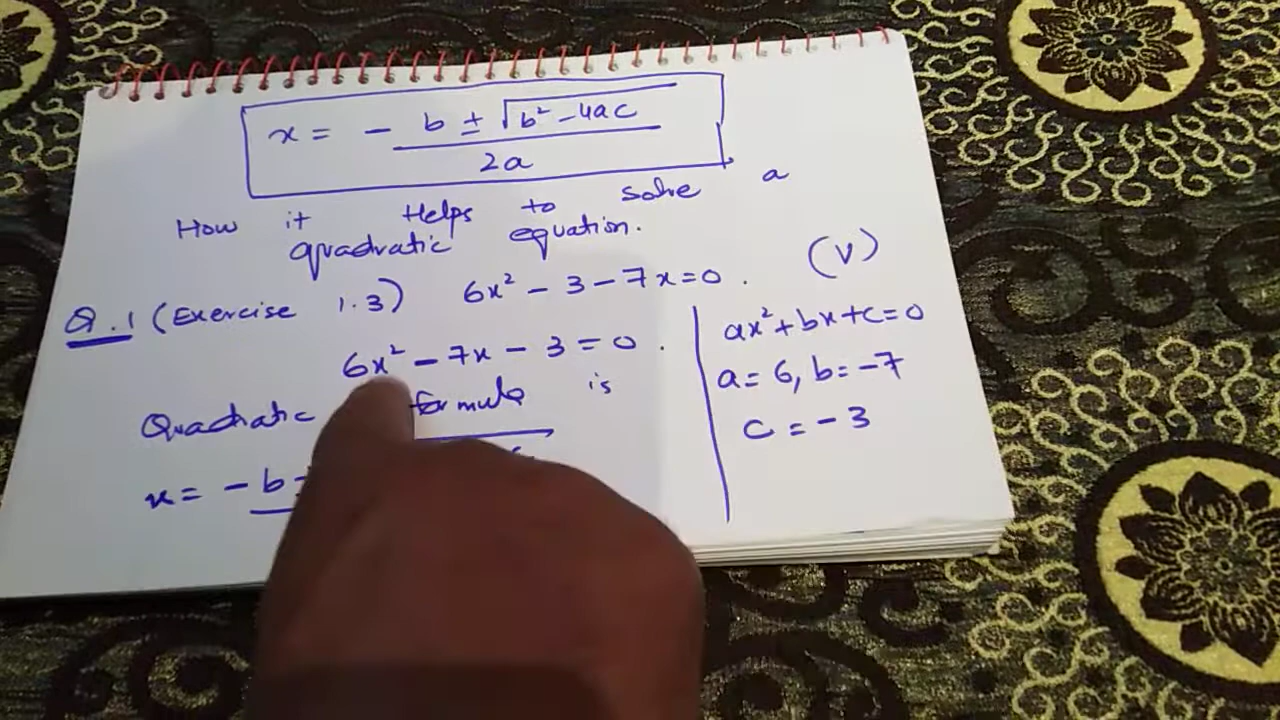 x = - b ± √b² - 4ac
2a
How it Helps to solve a
quadratic equation.
Q.1 (Exercise 1.3) 6x² - 3 - 7x = 0. (v)
6x² - 7x - 3 = 0.
Quadratic formula is
x = - b
ax² + bx + c = 0
a = 6, b = -7
c = -3